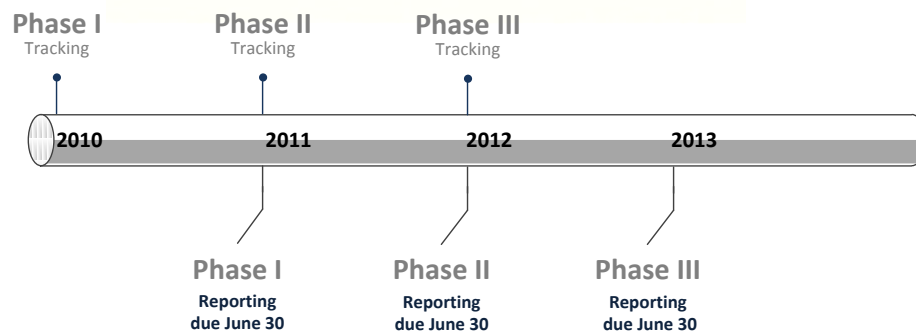 Phase I
Tracking
Phase II
Tracking
Phase III
Tracking
2010
2011
2012
2013
Phase I
Reporting
due June 30
Phase II
Reporting
due June 30
Phase III
Reporting
due June 30